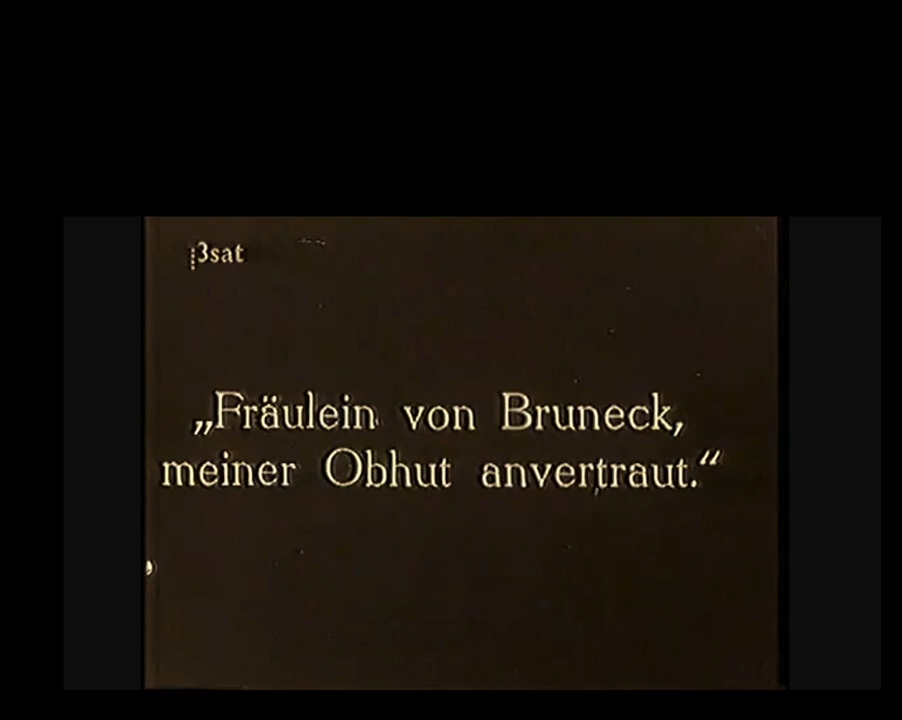 3sat
„Fräulein von Bruneck,
meiner Obhut anvertraut.“